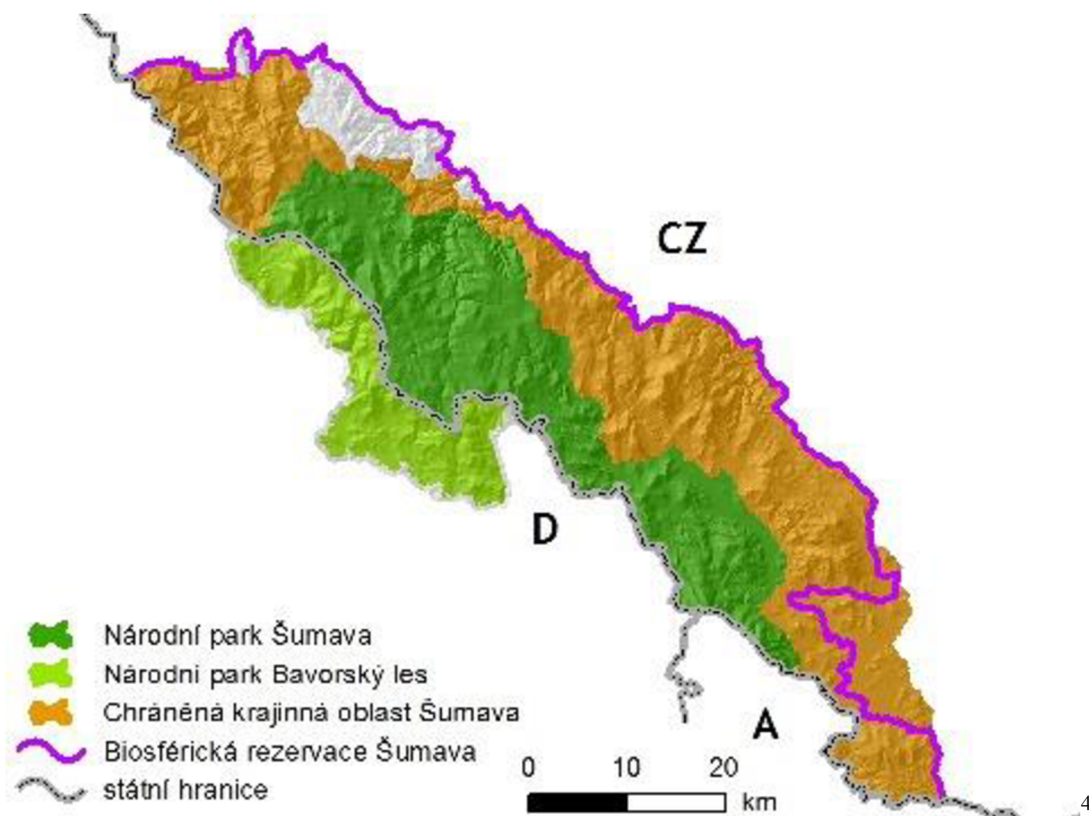 CZ
D
Národní park Šumava
Národní park Bavorský les
Chráněná krajinná oblast Šumava
Biosférická rezervace Šumava
státní hranice
A
0 10 20
km
4